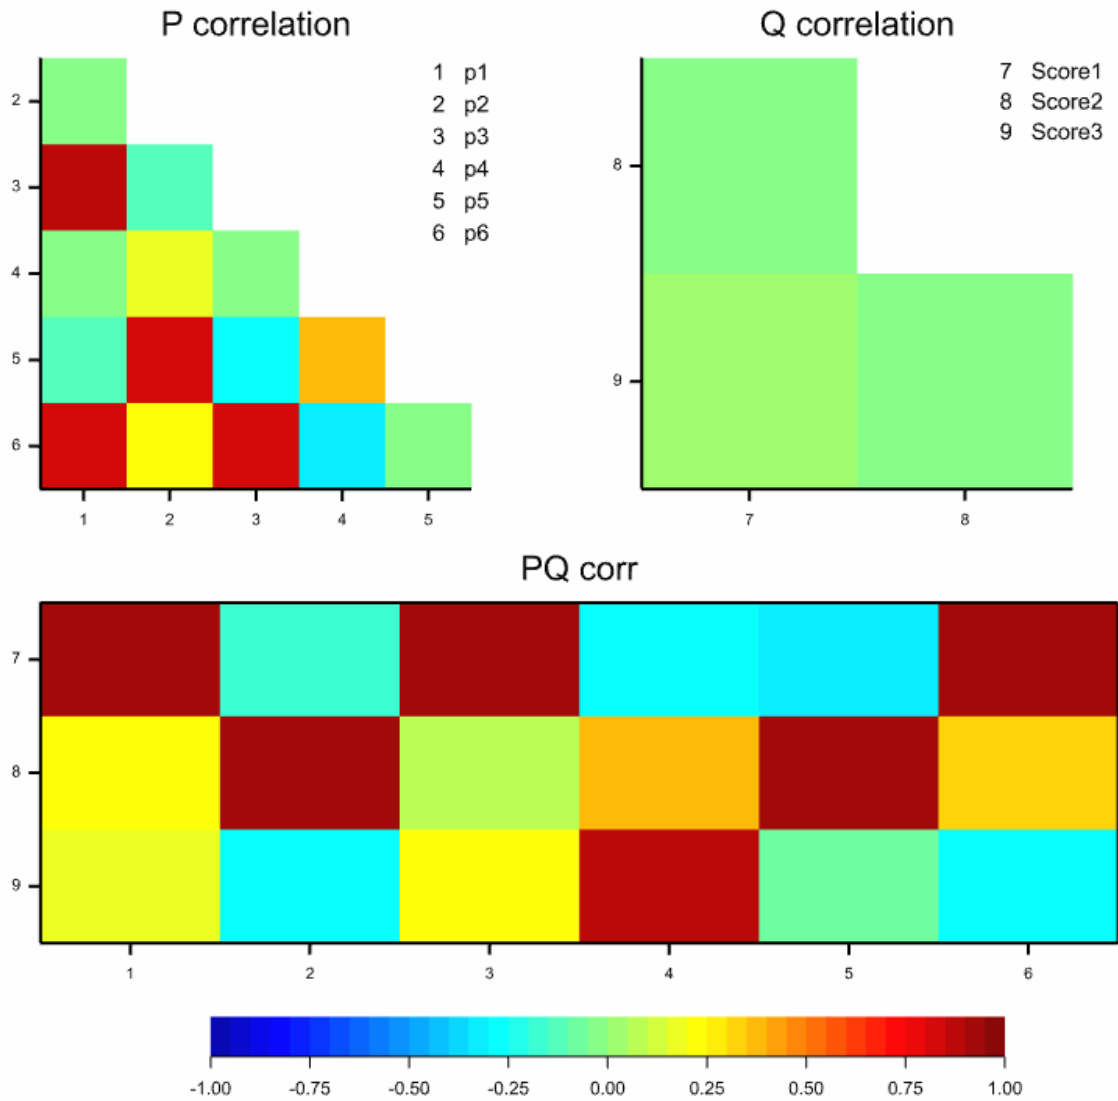 P correlation
Q correlation
1 p1
2 p2
3 p3
4 p4
5 p5
6 p6
7 Score1
8 Score2
9 Score3
2
3
4
5
6
1 2 3 4 5
8
9
7 8
PQ corr
7
8
9
1 2 3 4 5 6
-1.00 -0.75 -0.50 -0.25 0.00 0.25 0.50 0.75 1.00